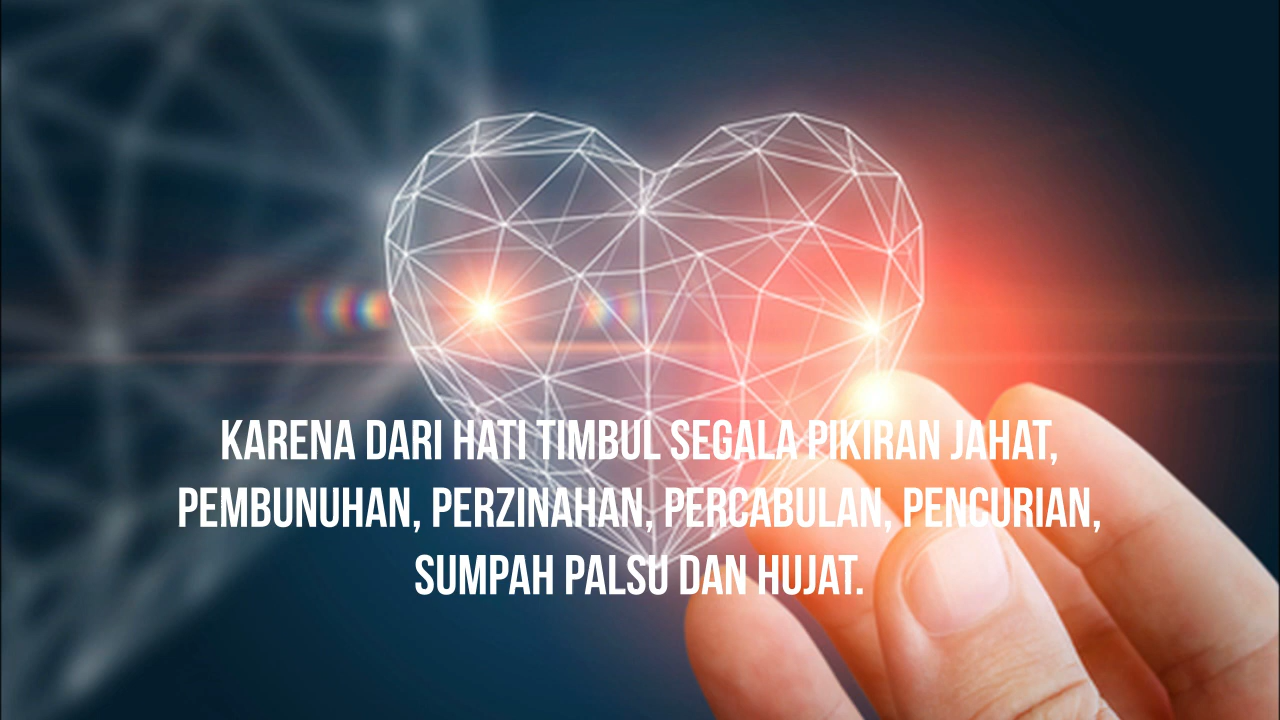 KARENA DARI HATI TIMBUL SEGALA PIKIRAN JAHAT,
PEMBUNUHAN, PERZINAHAN, PERCABULAN, PENCURIAN,
SUMPAH PALSU DAN HUJAT.